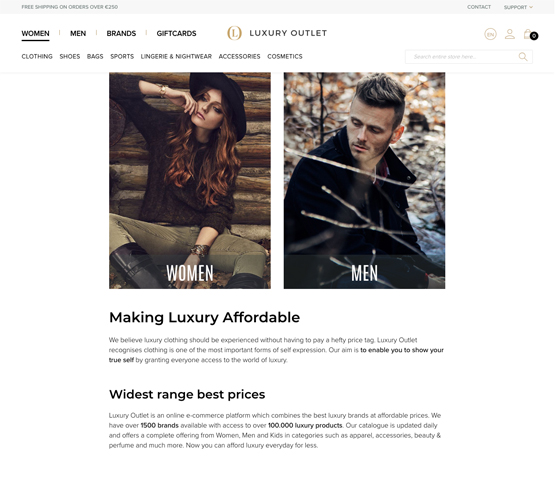 FREE SHIPPING ON ORDERS OVER €250
CONTACT SUPPORT
WOMEN MEN BRANDS GIFTCARDS
L LUXURY OUTLET
EN
0
CLOTHING SHOES BAGS SPORTS LINGERIE & NIGHTWEAR ACCESSORIES COSMETICS
Search entire store here...
WOMEN
MEN
Making Luxury Affordable
We believe luxury clothing should be experienced without having to pay a hefty price tag. Luxury Outlet
recognises clothing is one of the most important forms of self expression. Our aim is to enable you to show your
true self by granting everyone access to the world of luxury.
Widest range best prices
Luxury Outlet is an online e-commerce platform which combines the best luxury brands at affordable prices. We
have over 1500 brands available with access to over 100.000 luxury products. Our catalogue is updated daily
and offers a complete offering from Women, Men and Kids in categories such as apparel, accessories, beauty &
perfume and much more. Now you can afford luxury everyday for less.